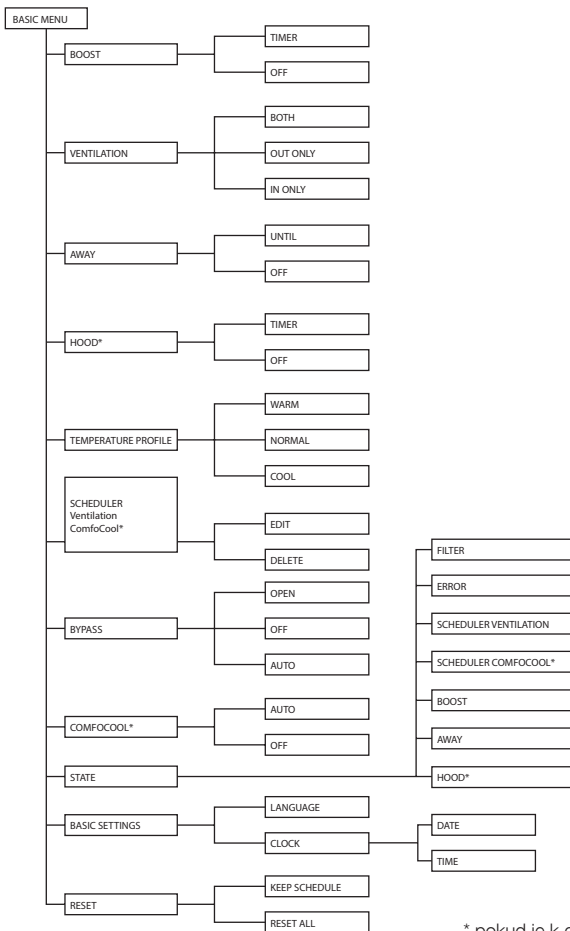 BASIC MENU
BOOST
TIMER
OFF
VENTILATION
BOTH
OUT ONLY
IN ONLY
AWAY
UNTIL
OFF
HOOD*
TIMER
OFF
TEMPERATURE PROFILE
WARM
NORMAL
COOL
SCHEDULER
Ventilation
ComfoCool*
EDIT
DELETE
BYPASS
OPEN
OFF
AUTO
COMFOCOOL*
AUTO
OFF
STATE
FILTER
ERROR
SCHEDULER VENTILATION
SCHEDULER COMFOCOOL*
BOOST
AWAY
HOOD*
BASIC SETTINGS
LANGUAGE
CLOCK
DATE
TIME
RESET
KEEP SCHEDULE
RESET ALL
* pokud je k